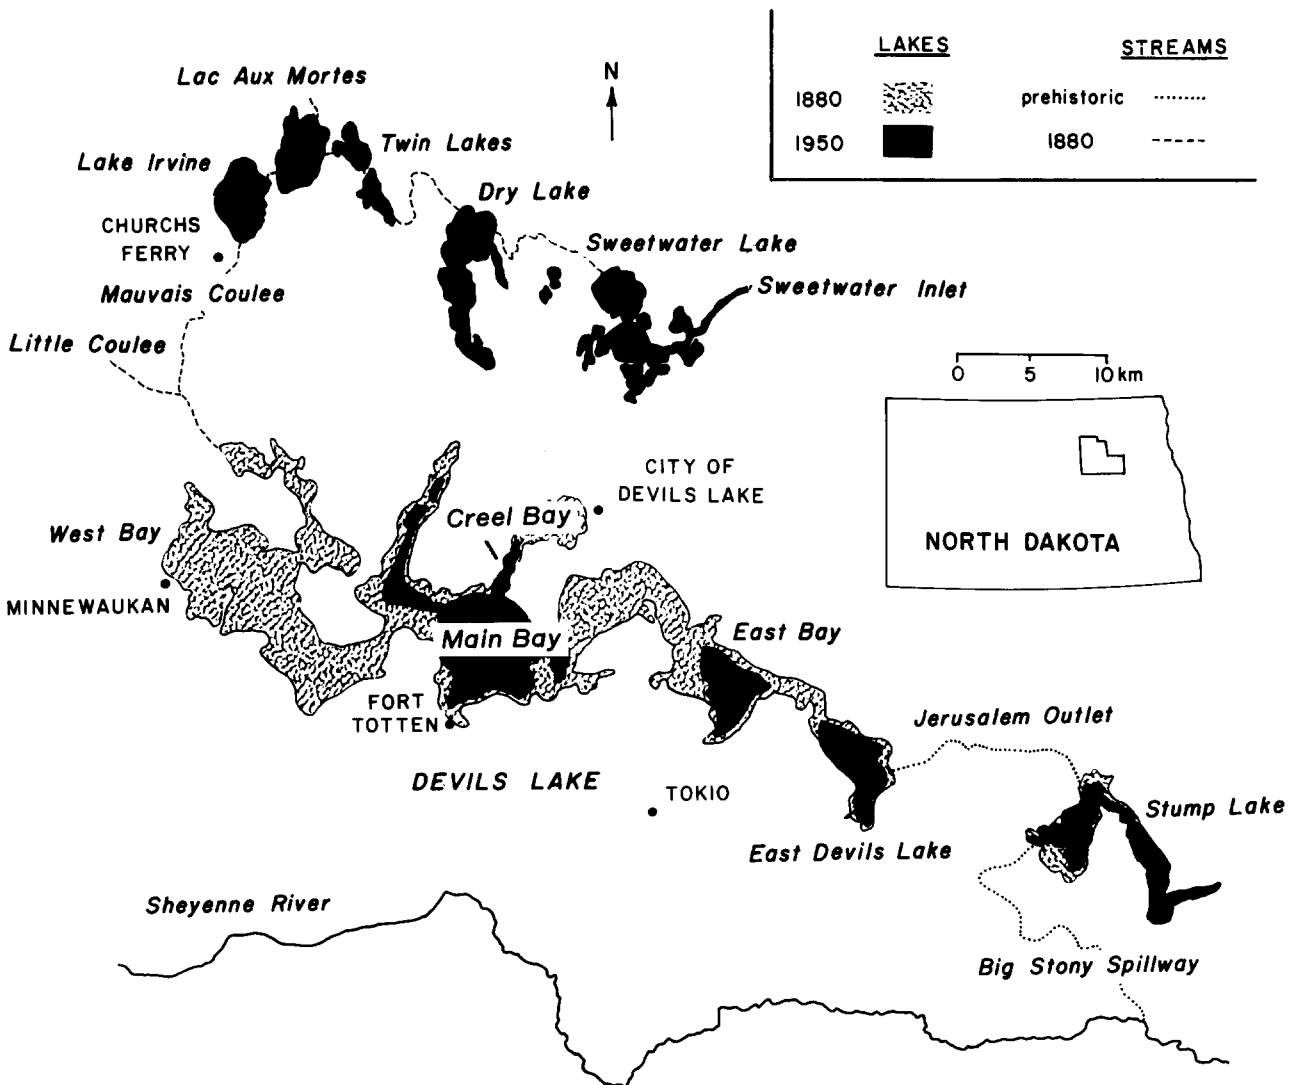 LAKES STREAMS
1880 prehistoric
1950 1880
N
Lac Aux Mortes
Twin Lakes
Lake Irvine
Dry Lake
CHURCHS
FERRY
Sweetwater Lake
Sweetwater Inlet
Mauvais Coulee
Little Coulee
0 5 10 km
NORTH DAKOTA
CITY OF
DEVILS LAKE
Creel Bay
West Bay
MINNEWAUKAN
Main Bay
East Bay
FORT
TOTTEN
Jerusalem Outlet
DEVILS LAKE
TOKIO
Stump Lake
East Devils Lake
Sheyenne River
Big Stony Spillway